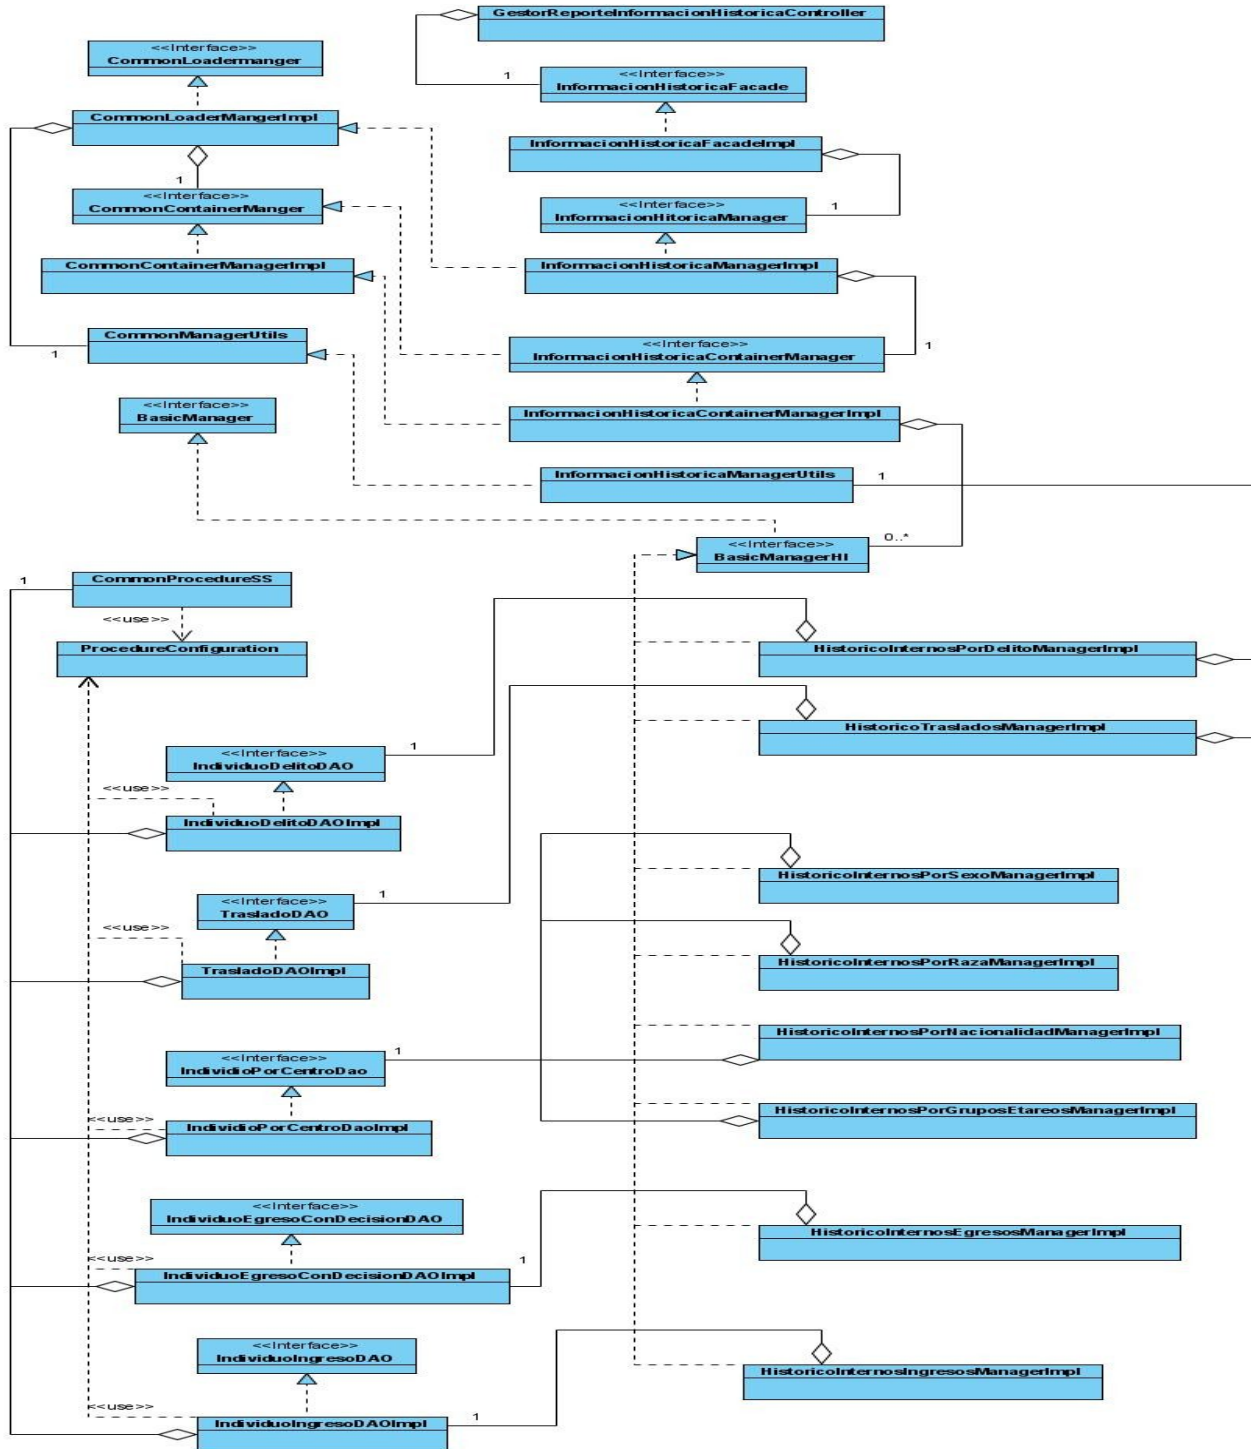 GestorReporteInformacionHistoricaController
<<Interface>>
CommonLoadermanger
<<Interface>>
InformacionHistoricaFacade
1
CommonLoaderMangerImpl
InformacionHistoricaFacadeImpl
1
<<Interface>>
CommonContainerManger
<<Interface>>
InformacionHitoricaManager
1
CommonContainerManagerImpl
InformacionHistoricaManagerImpl
CommonManagerUtils
1
<<Interface>>
InformacionHistoricaContainerManager
1
<<Interface>>
BasicManager
InformacionHistoricaContainerManagerImpl
InformacionHistoricaManagerUtils
1
<<Interface>>
BasicManagerHI
0..*
1
CommonProcedureSS
<<use>>
ProcedureConfiguration
HistoricoInternosPorDelitoManagerImpl
HistoricoTrasladosManagerImpl
<<Interface>>
IndividuoDelitoDAO
1
<<use>>
IndividuoDelitoDAOImpl
HistoricoInternosPorSexoManagerImpl
<<Interface>>
TrasladoDAO
1
<<use>>
TrasladoDAOImpl
HistoricoInternosPorRazaManagerImpl
HistoricoInternosPorNacionalidadManagerImpl
<<Interface>>
IndividioPorCentroDao
1
<<use>>
IndividioPorCentroDaoImpl
HistoricoInternosPorGruposEtareosManagerImpl
<<Interface>>
IndividuoEgresoConDecisionDAO
HistoricoInternosEgresosManagerImpl
<<use>>
1
IndividuoEgresoConDecisionDAOImpl
<<Interface>>
IndividuoIngresoDAO
HistoricoInternosIngresosManagerImpl
<<use>>
1
IndividuoIngresoDAOImpl